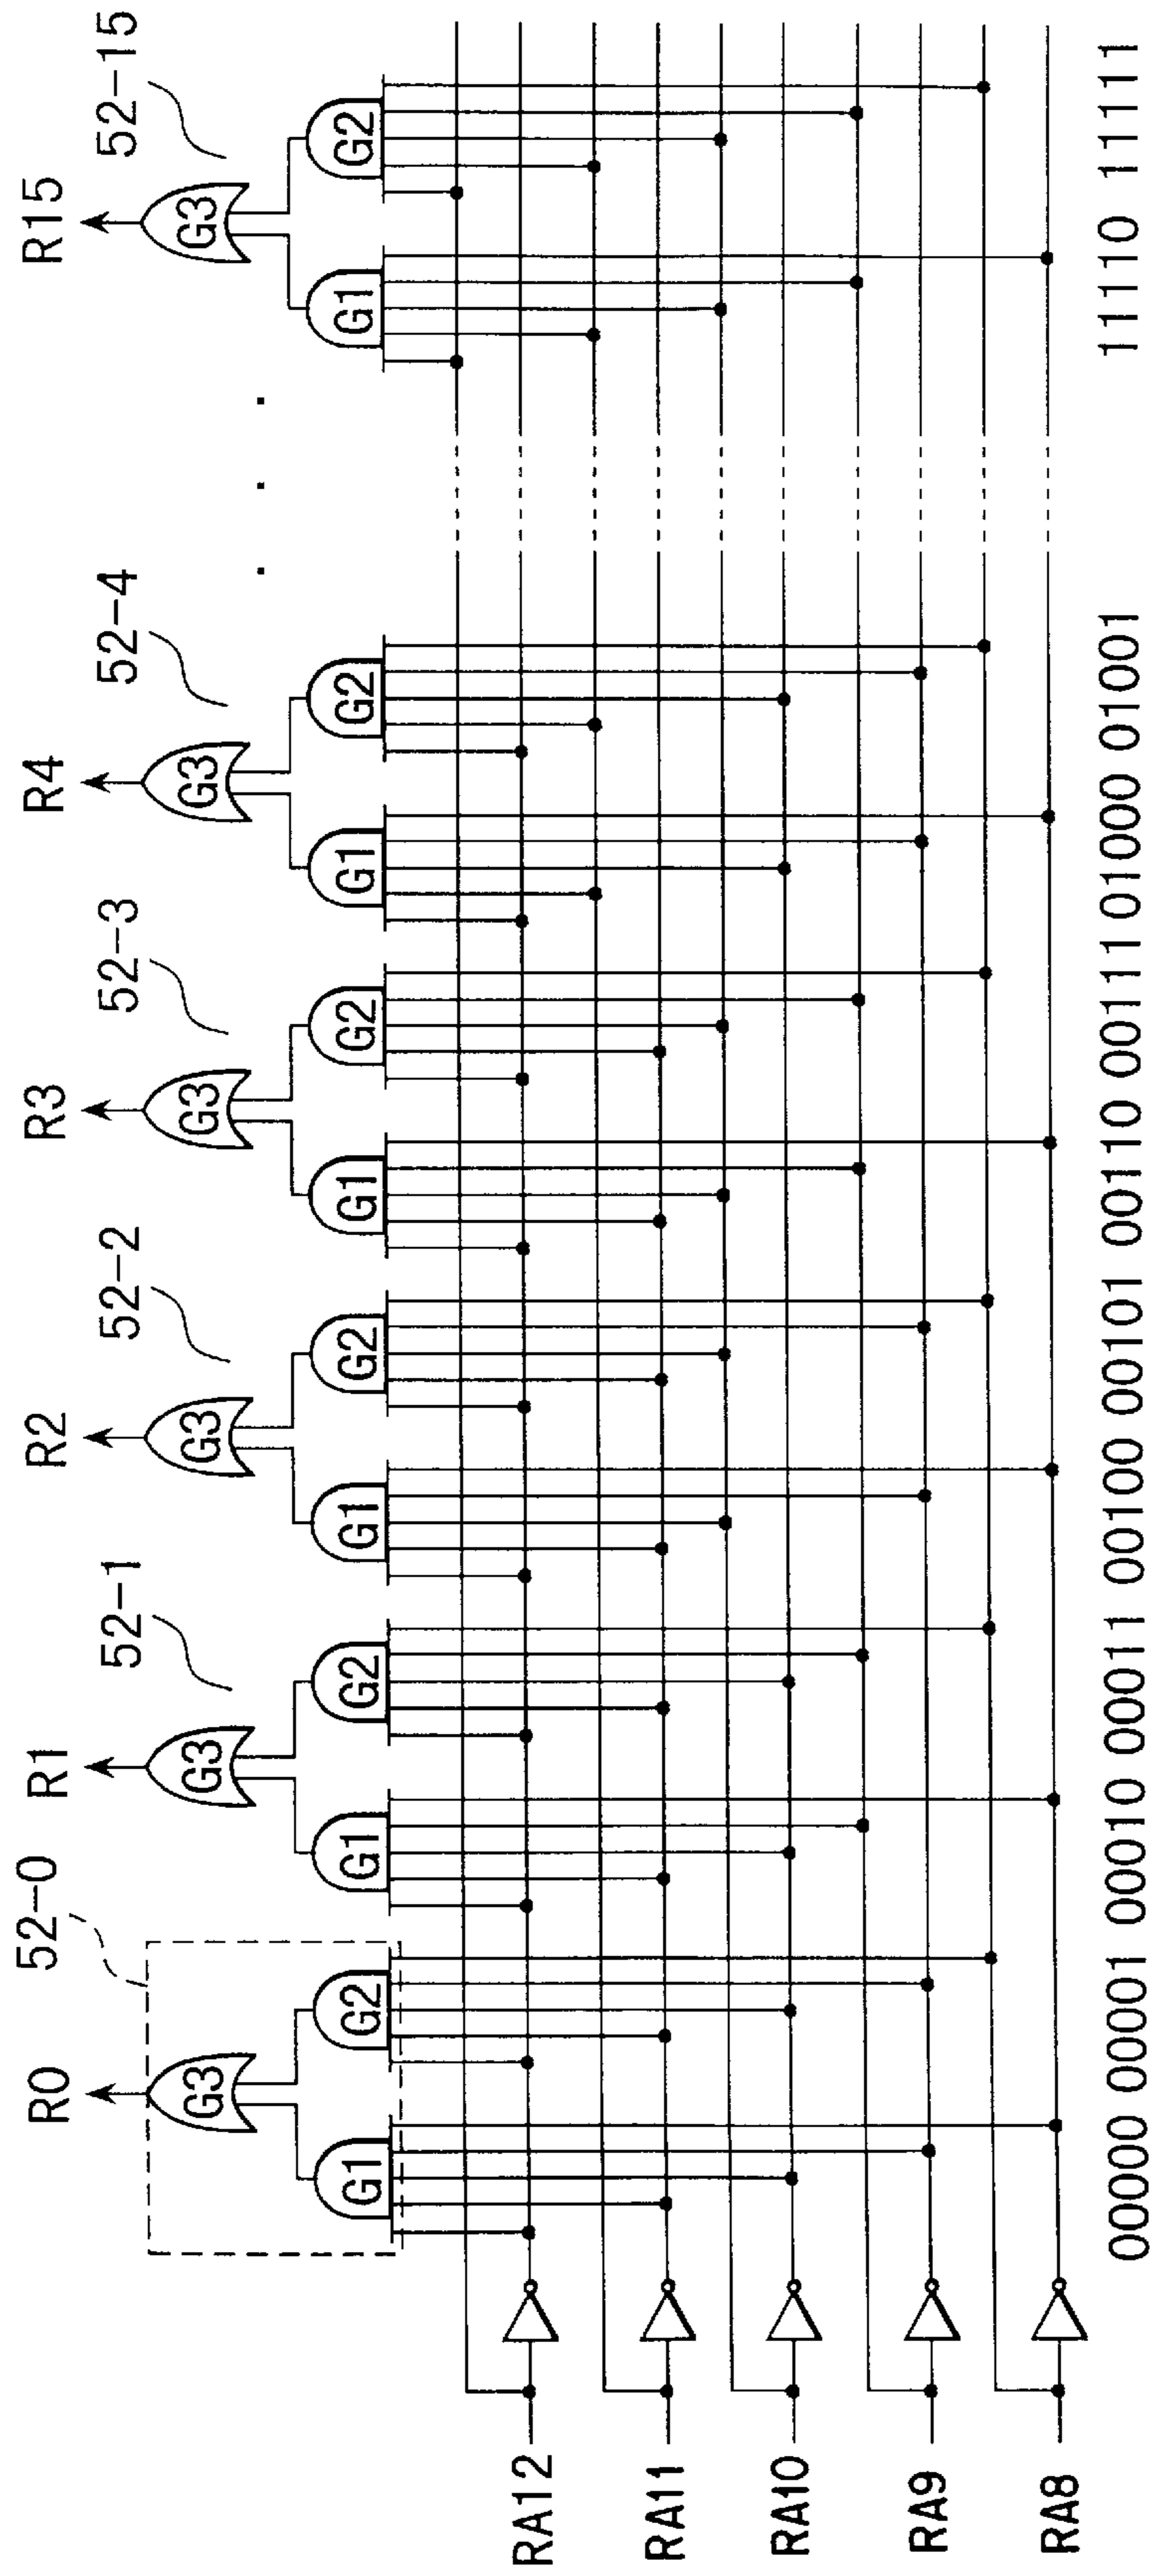 R0 R1 R2 R3 R4 R15
52-0 52-1 52-2 52-3 52-4 52-15
G3 G3 G3 G3 G3 G3
G1 G2 G1 G2 G1 G2 G1 G2 G1 G2 G1 G2
. . .
RA12
RA11
RA10
RA9
RA8
00000 00001 00010 00011 00100 00101 00110 00111 01000 01001 11110 11111